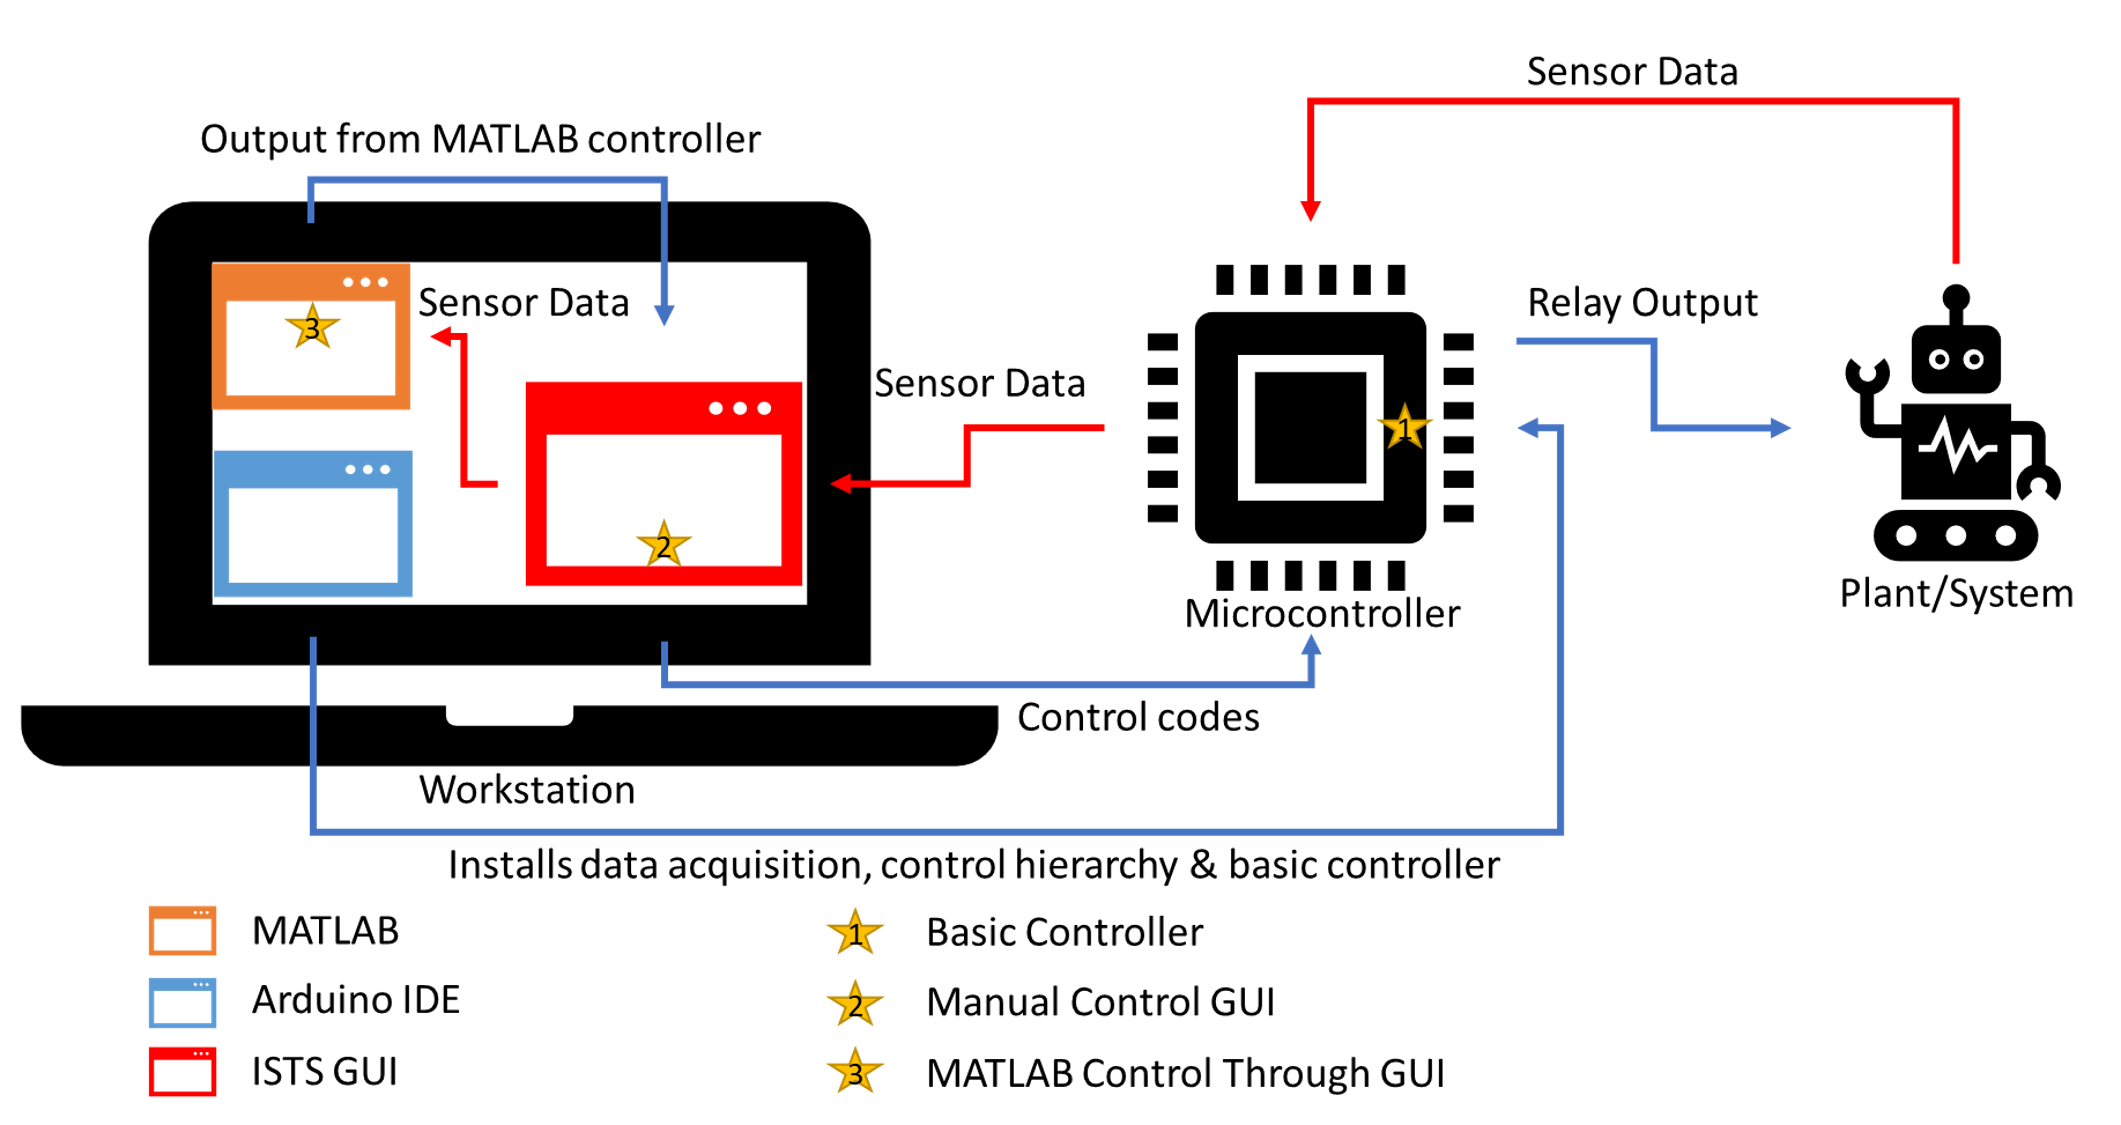 Sensor Data
Output from MATLAB controller
Sensor Data
3
Relay Output
Sensor Data
1
2
Plant/System
Microcontroller
Control codes
Workstation
Installs data acquisition, control hierarchy & basic controller
MATLAB
1
Basic Controller
Arduino IDE
2
Manual Control GUI
ISTS GUI
3
MATLAB Control Through GUI